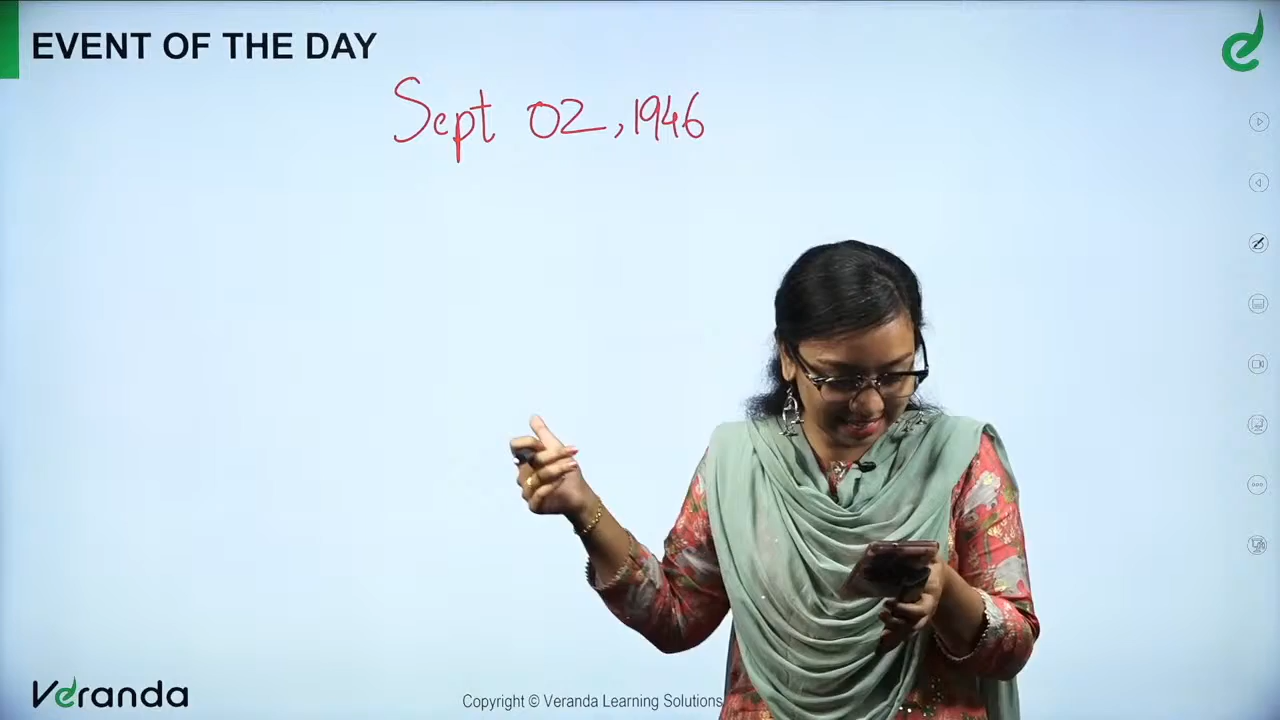 EVENT OF THE DAY
Sept 02, 1946
Veranda
Copyright © Veranda Learning Solutions